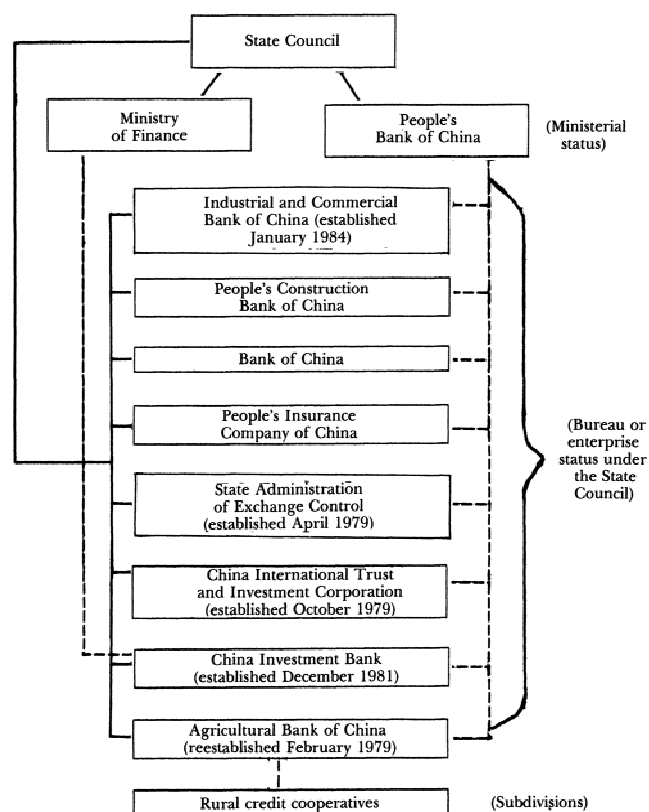 State Council
Ministry
of Finance
People's
Bank of China
(Ministerial
status)
Industrial and Commercial
Bank of China (established
January 1984)
People's Construction
Bank of China
Bank of China
People's Insurance
Company of China
(Bureau or
enterprise
status under
the State
Council)
State Administration
of Exchange Control
(established April 1979)
China International Trust
and Investment Corporation
(established October 1979)
China Investment Bank
(established December 1981)
Agricultural Bank of China
(reestablished February 1979)
Rural credit cooperatives
(Subdivisions)